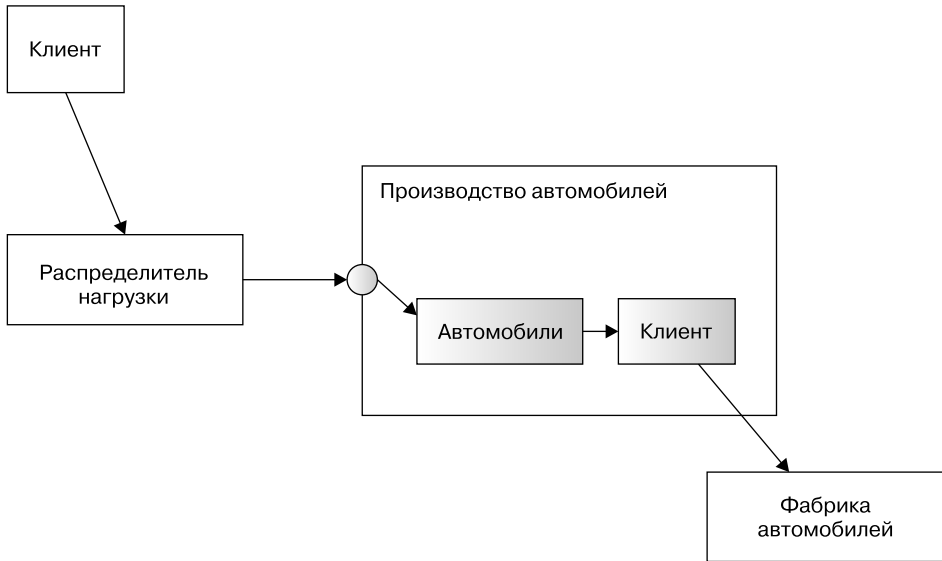 Клиент
Производство автомобилей
Распределитель
нагрузки
Автомобили
Клиент
Фабрика
автомобилей